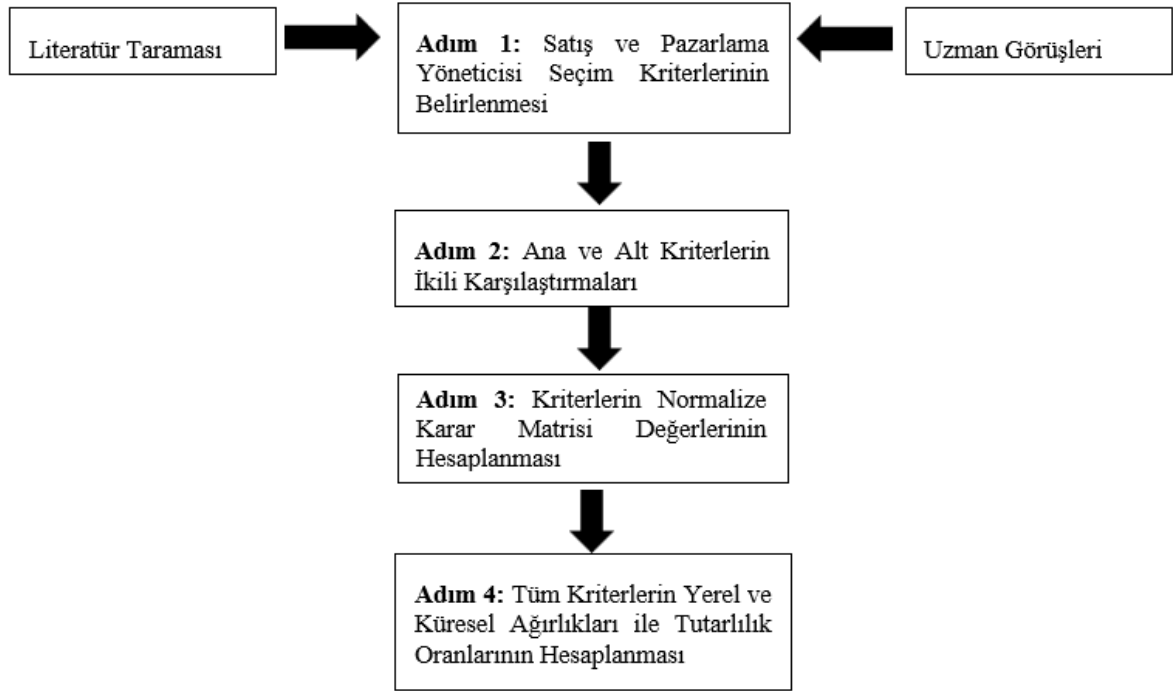 Literatür Taraması
Adım 1: Satış ve Pazarlama
Yöneticisi Seçim Kriterlerinin
Belirlenmesi
Uzman Görüşleri
Adım 2: Ana ve Alt Kriterlerin
İkili Karşılaştırmaları
Adım 3: Kriterlerin Normalize
Karar Matrisi Değerlerinin
Hesaplanması
Adım 4: Tüm Kriterlerin Yerel ve
Küresel Ağırlıkları ile Tutarlılık
Oranlarının Hesaplanması